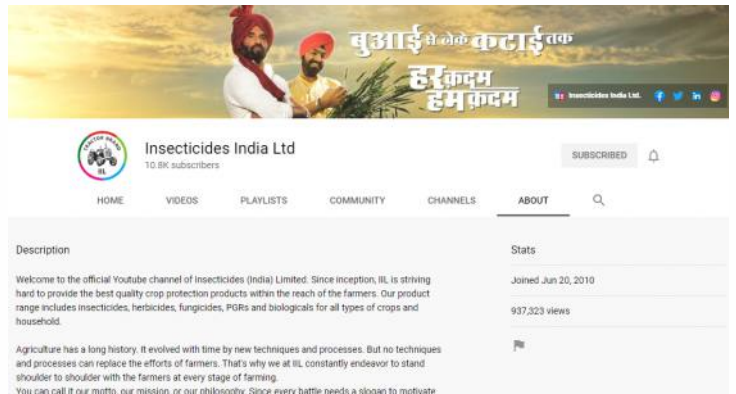 बुआई से लेके कटाई तक
हर क़दम
हम क़दम
Insecticides India Ltd.
TRACTOR BRAND
IIL
Insecticides India Ltd
10.8K subscribers
SUBSCRIBED
HOME VIDEOS PLAYLISTS COMMUNITY CHANNELS ABOUT
Description
Welcome to the official Youtube channel of Insecticides (India) Limited. Since inception, IIL is striving
hard to provide the best quality crop protection products within the reach of the farmers. Our product
range includes insecticides, herbicides, fungicides, PGRs and biologicals for all types of crops and
household.
Agriculture has a long history. It evolved with time by new techniques and processes. But no techniques
and processes can replace the efforts of farmers. That's why we at IIL constantly endeavor to stand
shoulder to shoulder with the farmers at every stage of farming.
You can call it our motto, our mission, or our philosophy. Since every battle needs a slogan to motivate
Stats
Joined Jun 20, 2010
937,323 views